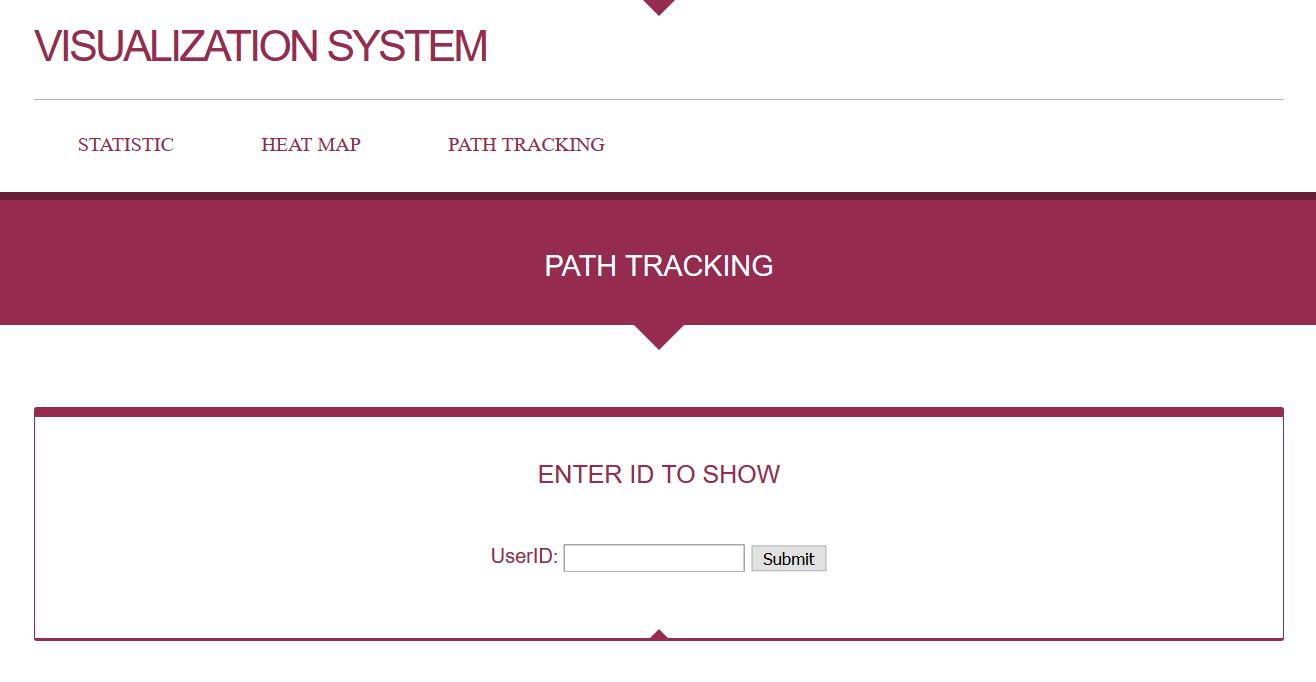 VISUALIZATION SYSTEM
STATISTIC HEAT MAP PATH TRACKING
PATH TRACKING
ENTER ID TO SHOW
UserID: Submit